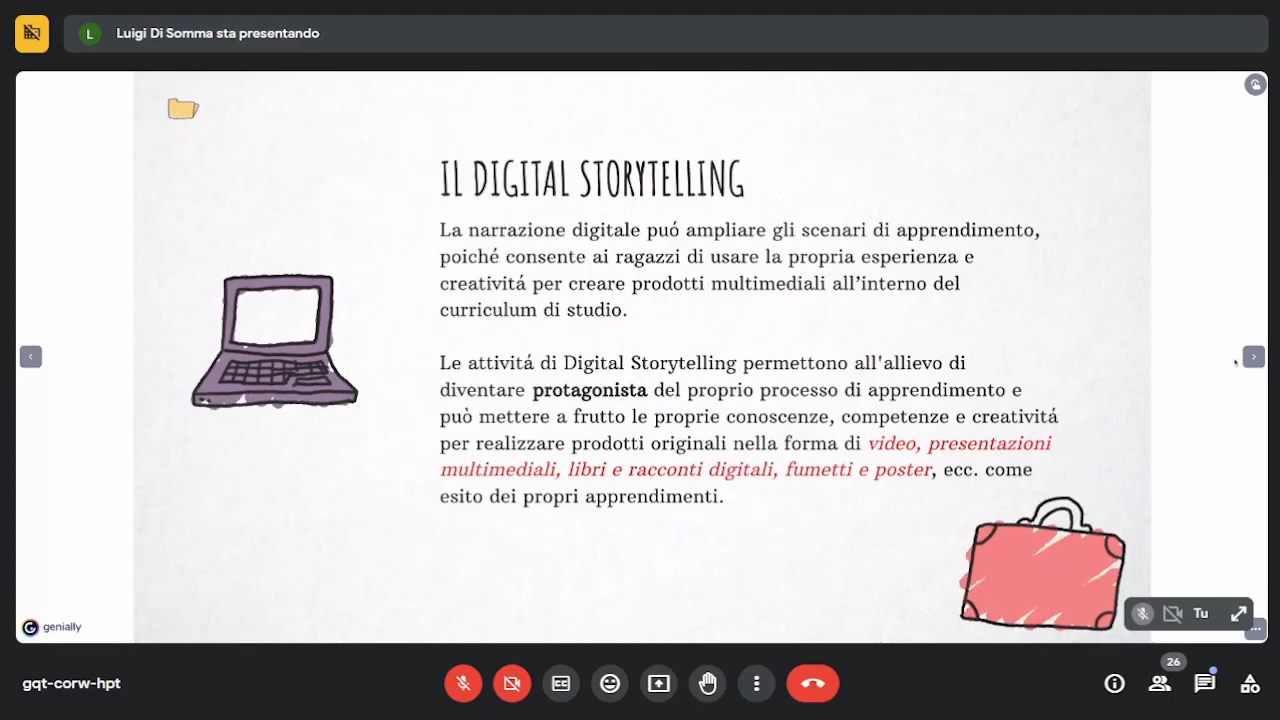 L Luigi Di Somma sta presentando
IL DIGITAL STORYTELLING
La narrazione digitale puó ampliare gli scenari di apprendimento,
poiché consente ai ragazzi di usare la propria esperienza e
creativitá per creare prodotti multimediali all’interno del
curriculum di studio.
Le attivitá di Digital Storytelling permettono all'allievo di
diventare protagonista del proprio processo di apprendimento e
può mettere a frutto le proprie conoscenze, competenze e creativitá
per realizzare prodotti originali nella forma di video, presentazioni
multimediali, libri e racconti digitali, fumetti e poster, ecc. come
esito dei propri apprendimenti.
Tu
genially
gqt-corw-hpt
26